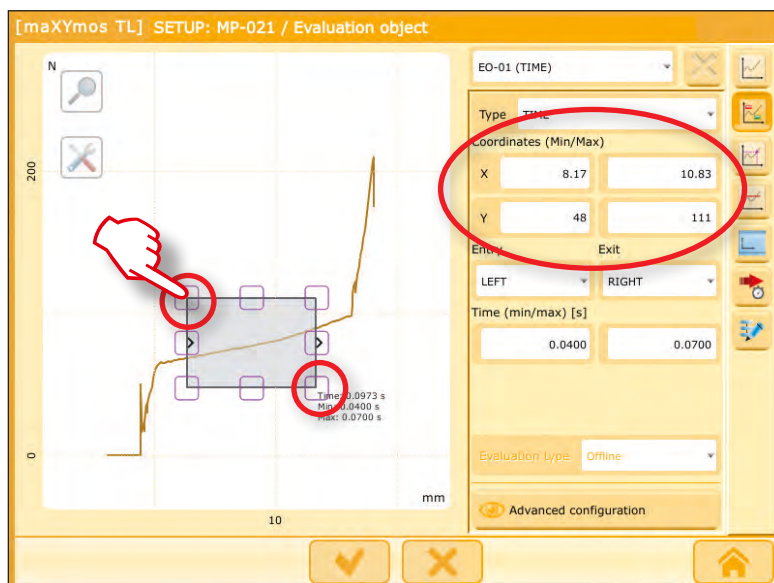 [maXYmos TL] SETUP: MP-021 / Evaluation object
N
200
0
10
mm
Time: 0.0973 s
Min: 0.0400 s
Max: 0.0700 s
EO-01 (TIME)
Type TIME
Coordinates (Min/Max)
X 8.17 10.83
Y 48 111
Entry Exit
LEFT RIGHT
Time (min/max) [s]
0.0400 0.0700
Evaluation type Offline
Advanced configuration